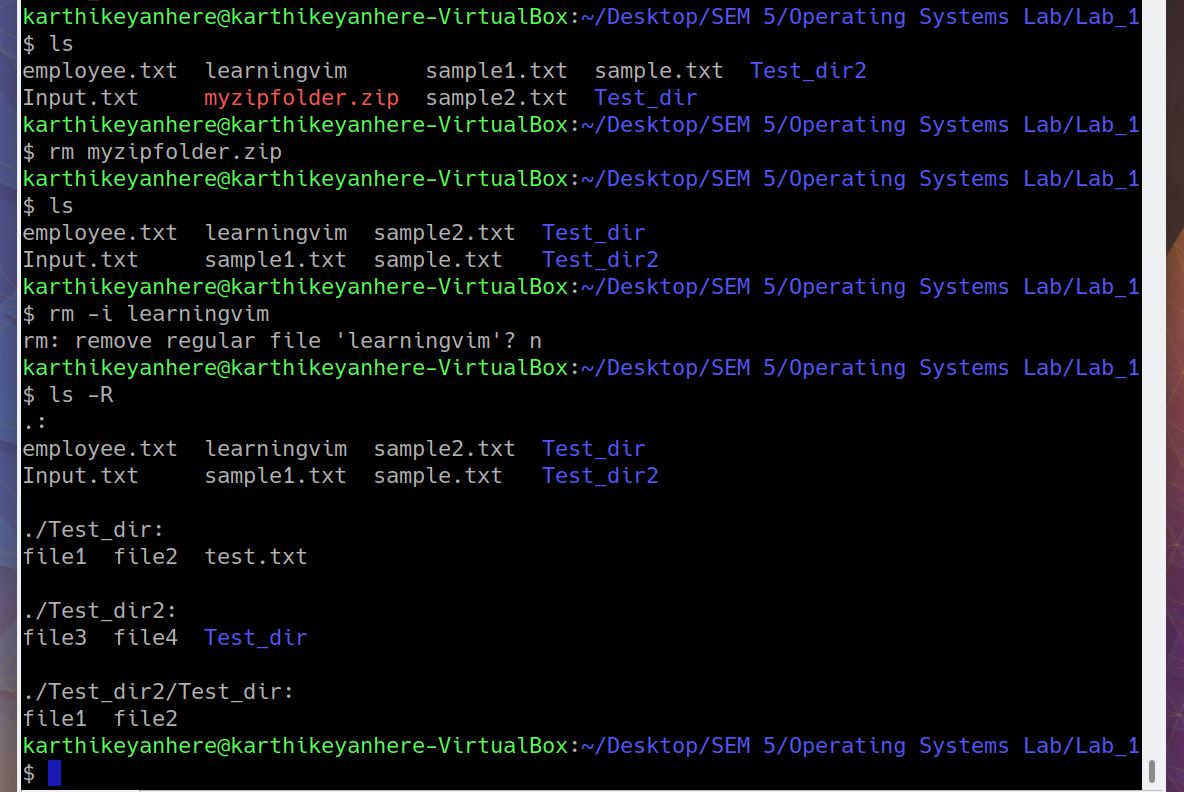 karthikeyanhere@karthikeyanhere-VirtualBox:~/Desktop/SEM 5/Operating Systems Lab/Lab_1
$ ls
employee.txt  learningvim      sample1.txt  sample.txt  Test_dir2
Input.txt     myzipfolder.zip  sample2.txt  Test_dir
karthikeyanhere@karthikeyanhere-VirtualBox:~/Desktop/SEM 5/Operating Systems Lab/Lab_1
$ rm myzipfolder.zip
karthikeyanhere@karthikeyanhere-VirtualBox:~/Desktop/SEM 5/Operating Systems Lab/Lab_1
$ ls
employee.txt  learningvim  sample2.txt  Test_dir
Input.txt     sample1.txt  sample.txt   Test_dir2
karthikeyanhere@karthikeyanhere-VirtualBox:~/Desktop/SEM 5/Operating Systems Lab/Lab_1
$ rm -i learningvim
rm: remove regular file 'learningvim'? n
karthikeyanhere@karthikeyanhere-VirtualBox:~/Desktop/SEM 5/Operating Systems Lab/Lab_1
$ ls -R
.:
employee.txt  learningvim  sample2.txt  Test_dir
Input.txt     sample1.txt  sample.txt   Test_dir2

./Test_dir:
file1  file2  test.txt

./Test_dir2:
file3  file4  Test_dir

./Test_dir2/Test_dir:
file1  file2
karthikeyanhere@karthikeyanhere-VirtualBox:~/Desktop/SEM 5/Operating Systems Lab/Lab_1
$